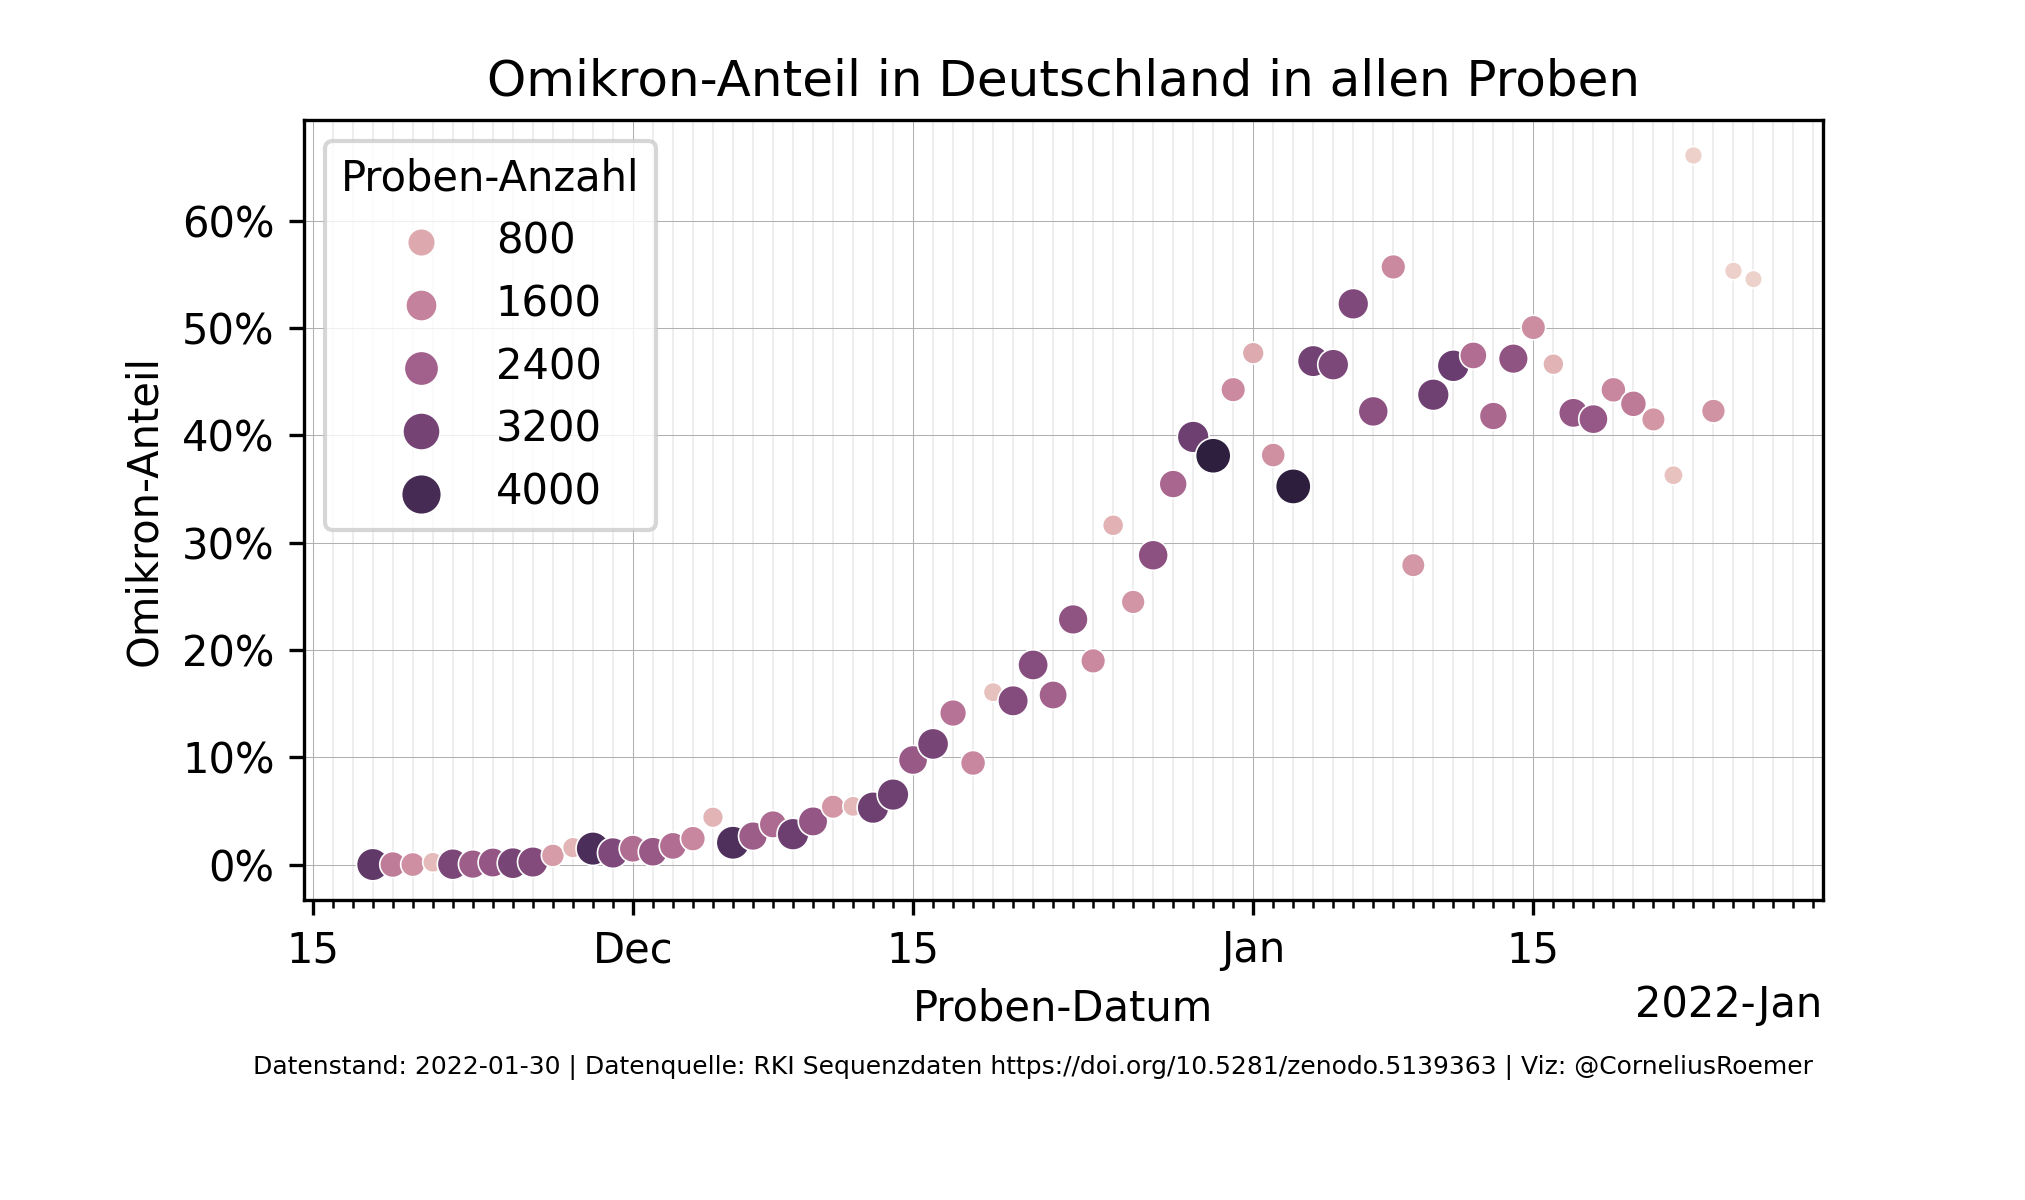 Omikron-Anteil in Deutschland in allen Proben
Proben-Anzahl
800
1600
2400
3200
4000
60%
50%
40%
30%
20%
10%
0%
Omikron-Anteil
15
Dec
15
Jan
15
Proben-Datum
2022-Jan
Datenstand: 2022-01-30 | Datenquelle: RKI Sequenzdaten https://doi.org/10.5281/zenodo.5139363 | Viz: @CorneliusRoemer